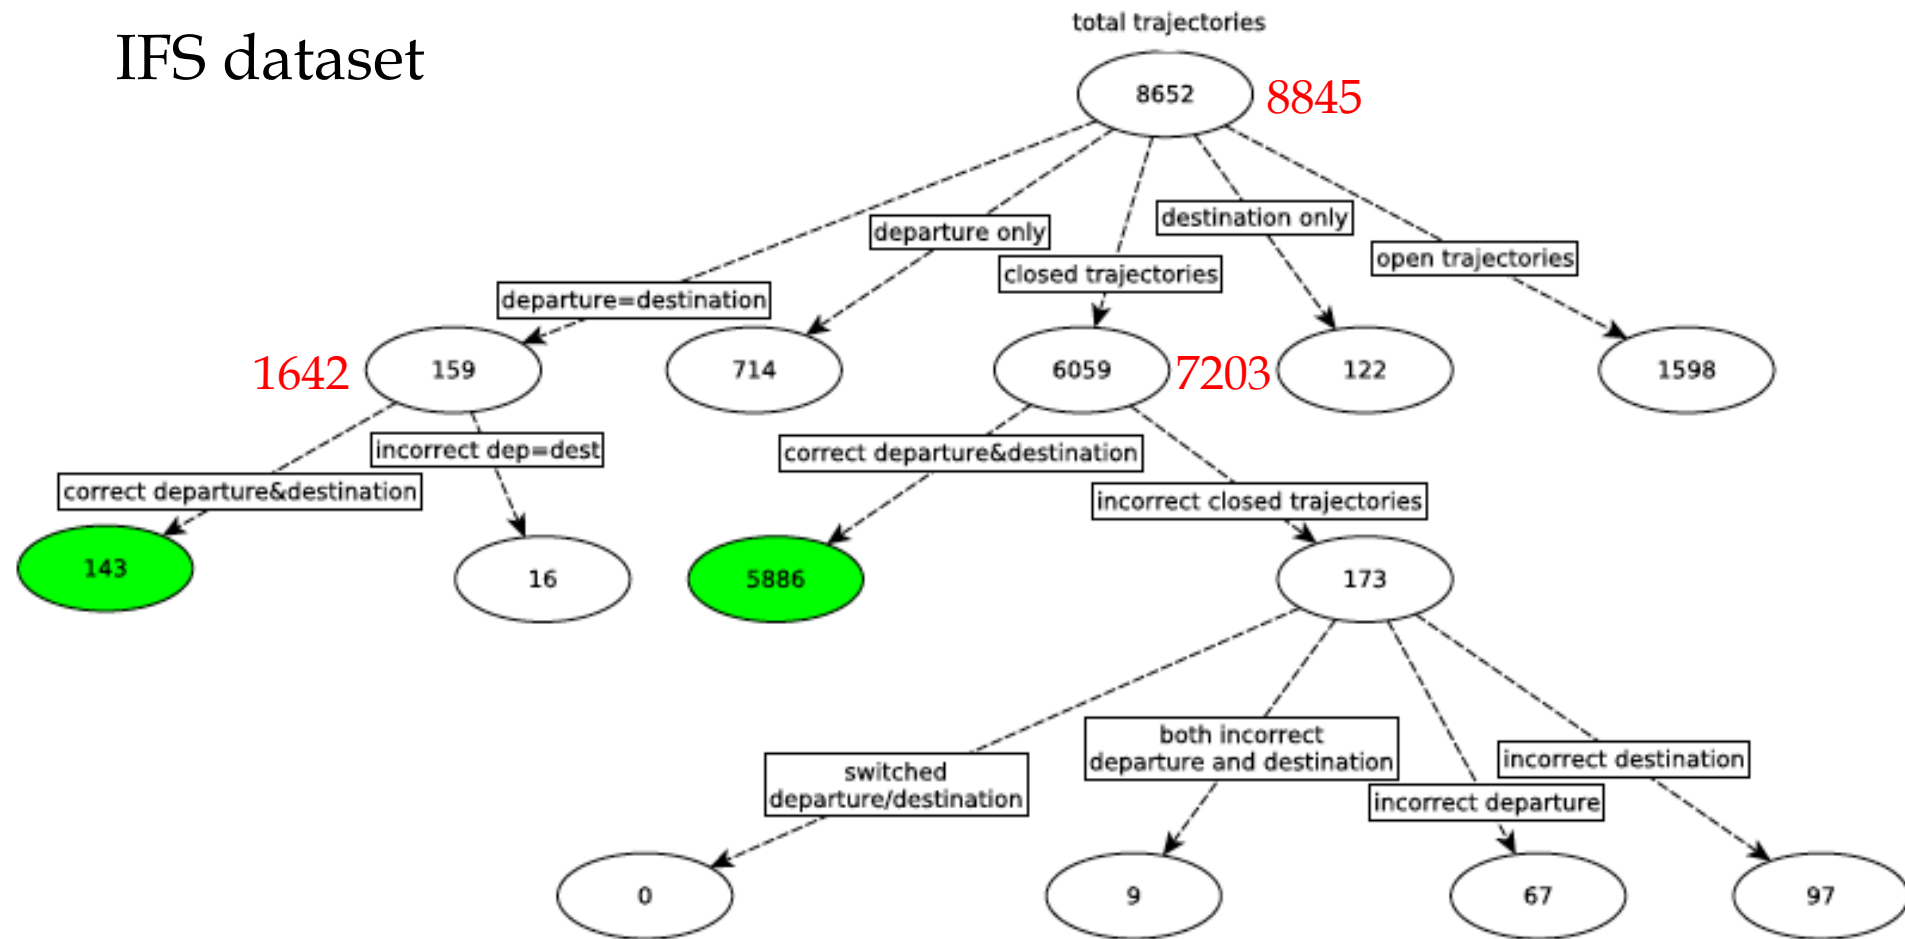 total trajectories
IFS dataset
8652
8845
departure only
destination only
open trajectories
closed trajectories
departure=destination
1642
159
714
6059
7203
122
1598
incorrect dep=dest
correct departure&destination
correct departure&destination
incorrect closed trajectories
143
16
5886
173
both incorrect
departure and destination
incorrect destination
switched
departure/destination
incorrect departure
0
9
67
97